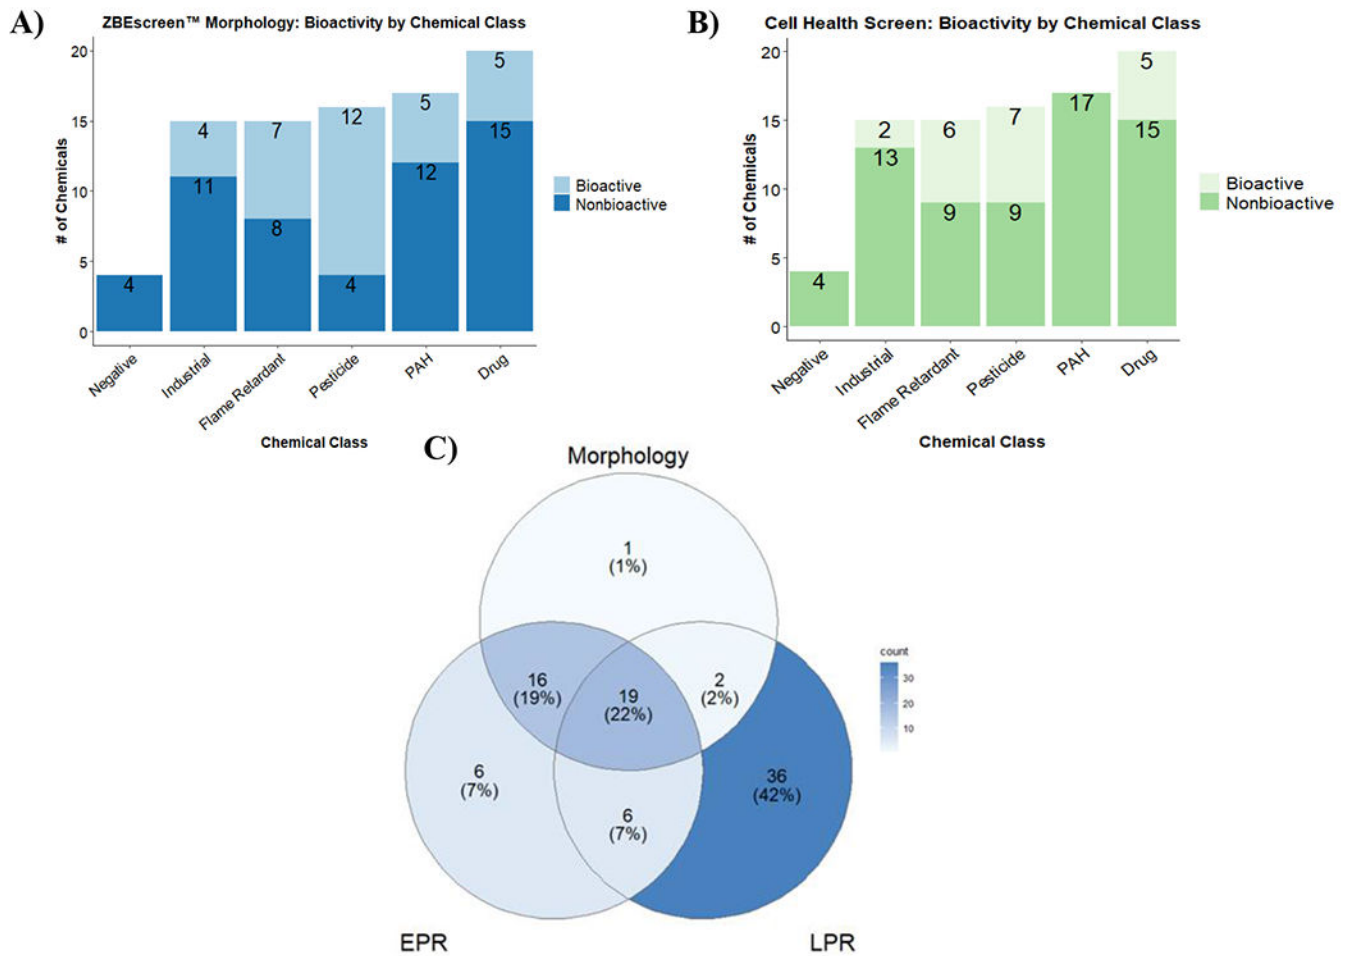 A)
ZBEscreen™ Morphology: Bioactivity by Chemical Class
# of Chemicals
20
15
10
5
0
4
4
11
7
8
12
4
5
12
5
15
Negative
Industrial
Flame Retardant
Pesticide
PAH
Drug
Chemical Class
Bioactive
Nonbioactive
B)
Cell Health Screen: Bioactivity by Chemical Class
# of Chemicals
20
15
10
5
0
4
2
13
6
9
7
9
17
5
15
Negative
Industrial
Flame Retardant
Pesticide
PAH
Drug
Chemical Class
Bioactive
Nonbioactive
C)
Morphology
1
(1%)
16
(19%)
19
(22%)
2
(2%)
6
(7%)
6
(7%)
36
(42%)
EPR
LPR
count
30
20
10